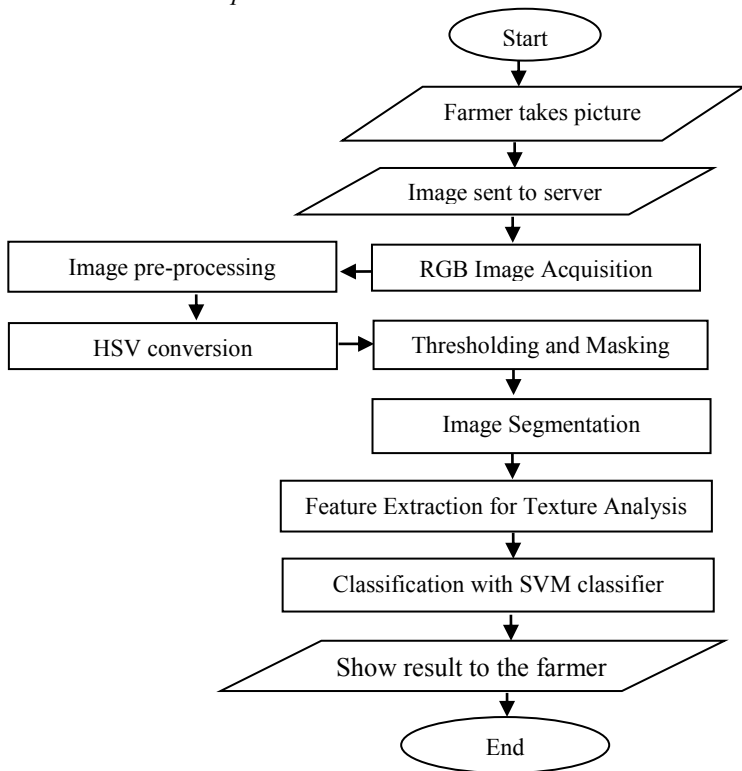 Start
Farmer takes picture
Image sent to server
RGB Image Acquisition
Image pre-processing
HSV conversion
Thresholding and Masking
Image Segmentation
Feature Extraction for Texture Analysis
Classification with SVM classifier
Show result to the farmer
End